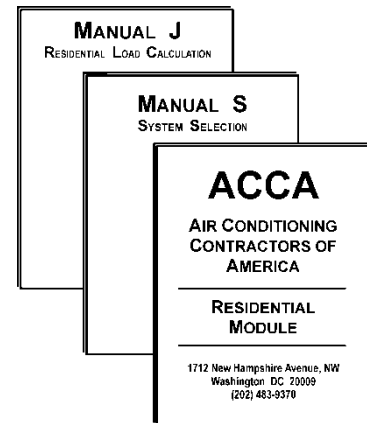 MANUAL J
RESIDENTIAL LOAD CALCULATION
MANUAL S
SYSTEM SELECTION
ACCA
AIR CONDITIONING
CONTRACTORS OF
AMERICA
RESIDENTIAL
MODULE
1712 New Hampshire Avenue, NW
Washington DC 20009
(202) 483-9370